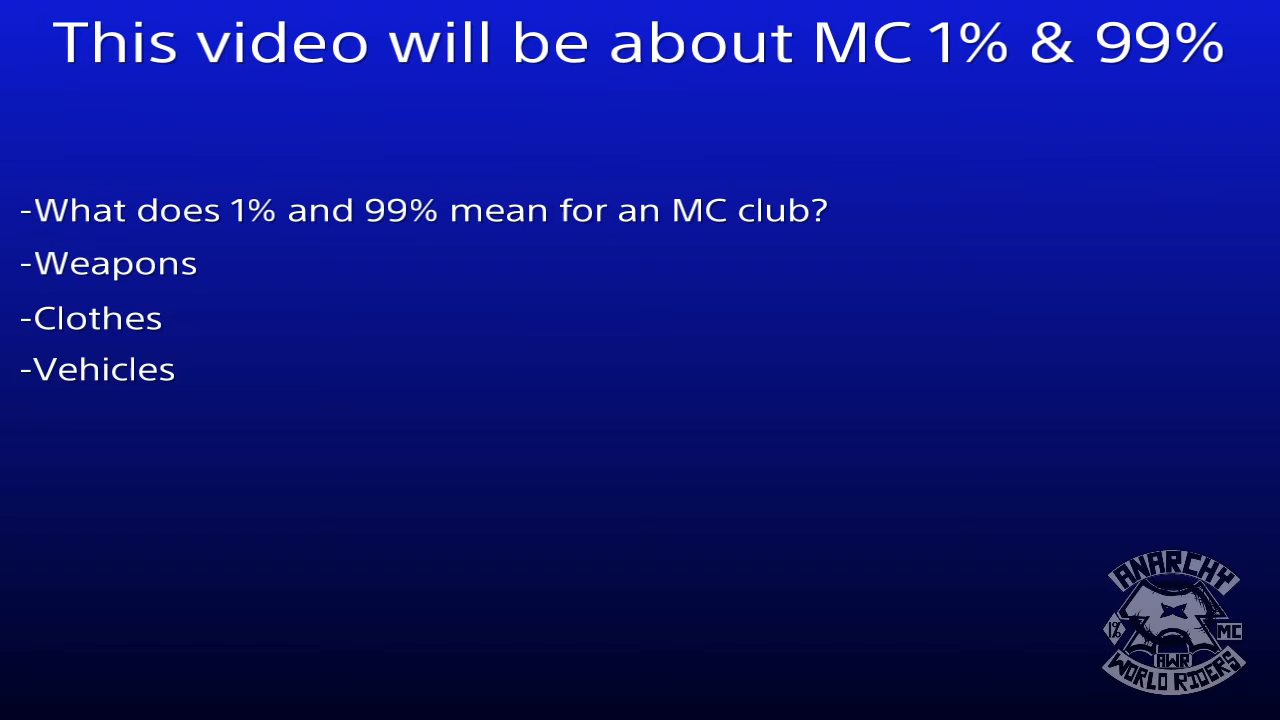 This video will be about MC 1% & 99%
-What does 1% and 99% mean for an MC club?
-Weapons
-Clothes
-Vehicles
ANARCHY
1%
MC
AWR
WORLD RIDERS